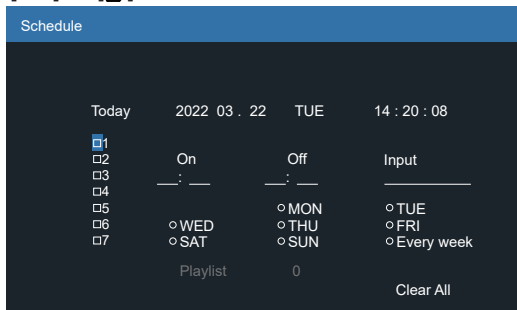 Schedule
Today 2022 03 . 22 TUE 14 : 20 : 08
1
2 On Off Input
3 __: __ __: __ ________
4
5 MON TUE
6 WED THU FRI
7 SAT SUN Every week
Playlist 0
Clear All